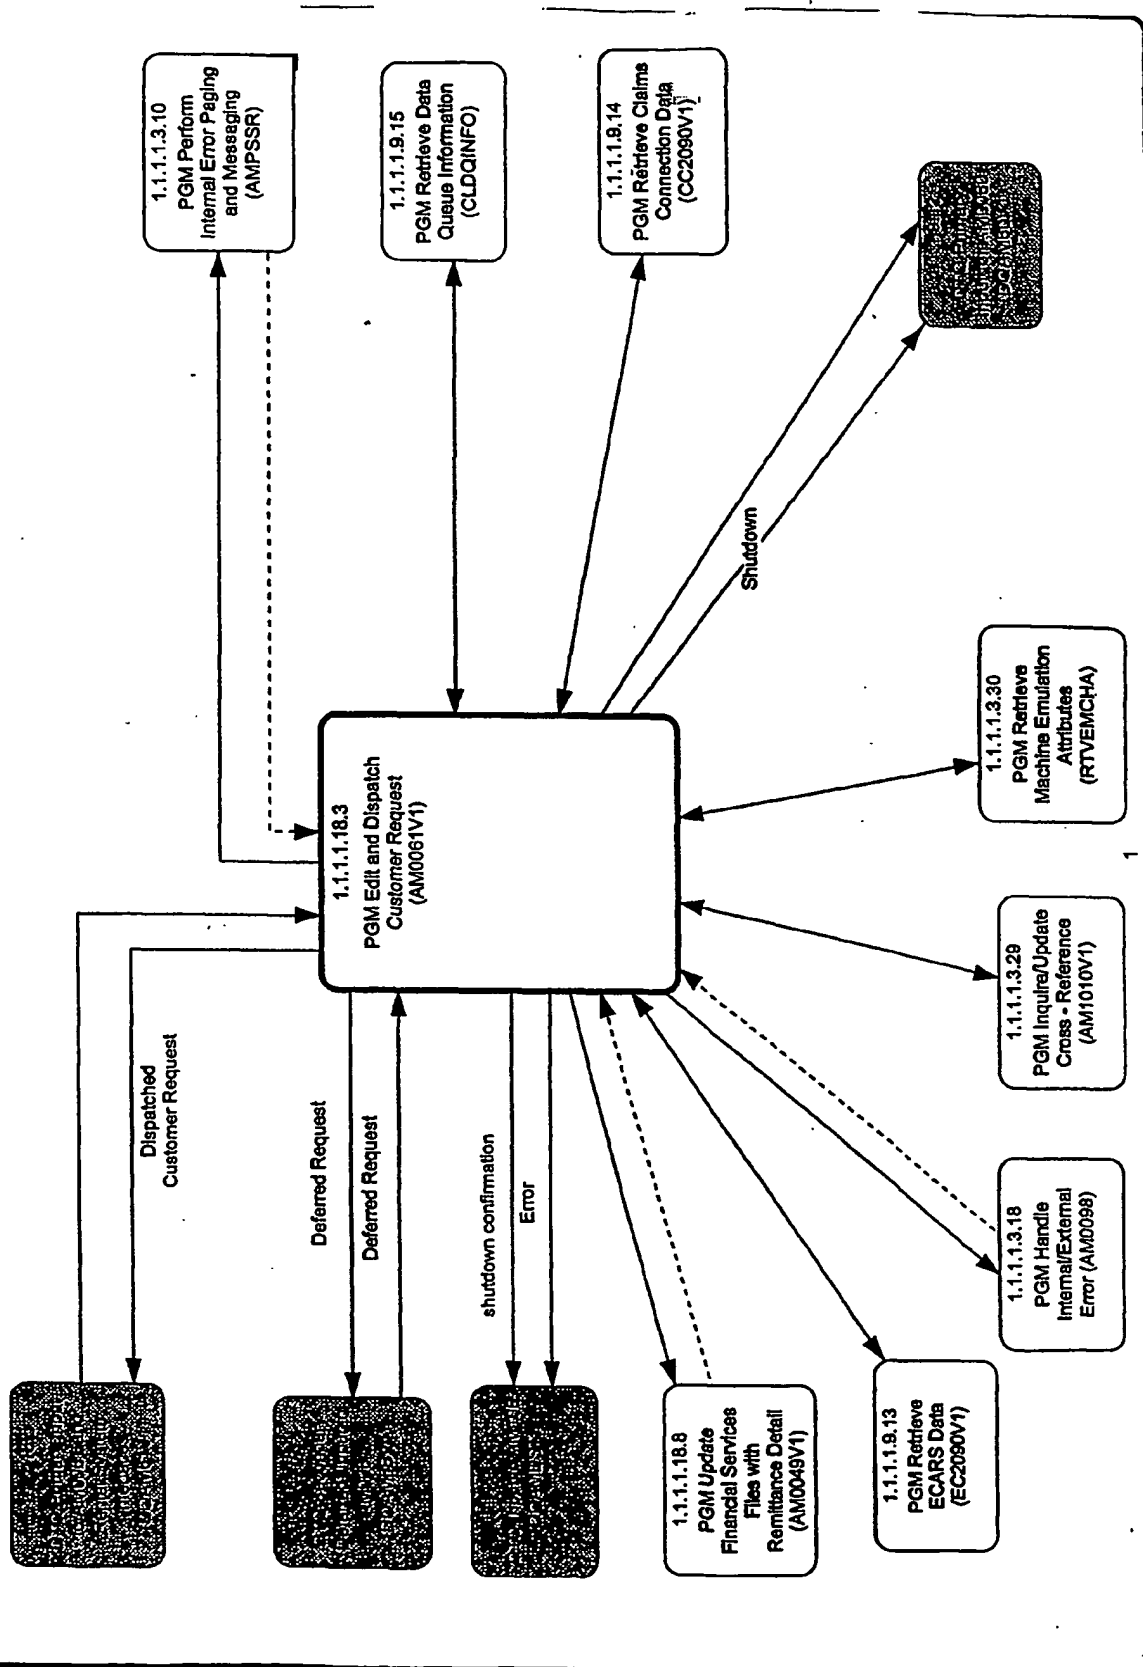 1.1.1.1.3.10
PGM Perform
Internal Error Paging
and Messaging
(AMPSSR)
1.1.1.1.9.15
PGM Retrieve Data
Queue Information
(CLDQINFO)
1.1.1.1.9.14
PGM Retrieve Claims
Connection Data
(CC2090V1)
Shutdown
1.1.1.1.18.3
PGM Edit and Dispatch
Customer Request
(AM0061V1)
Dispatched
Customer Request
Deferred Request
Deferred Request
shutdown confirmation
Error
1.1.1.1.18.8
PGM Update
Financial Services
Files with
Remittance Detail
(AM0049V1)
1.1.1.1.9.13
PGM Retrieve
ECARS Data
(EC2090V1)
1.1.1.1.3.18
PGM Handle
Internal/External
Error (AM0098)
1.1.1.1.3.29
PGM Inquire/Update
Cross - Reference
(AM1010V1)
1.1.1.1.3.30
PGM Retrieve
Machine Emulation
Attributes
(RTVEMCHA)
1